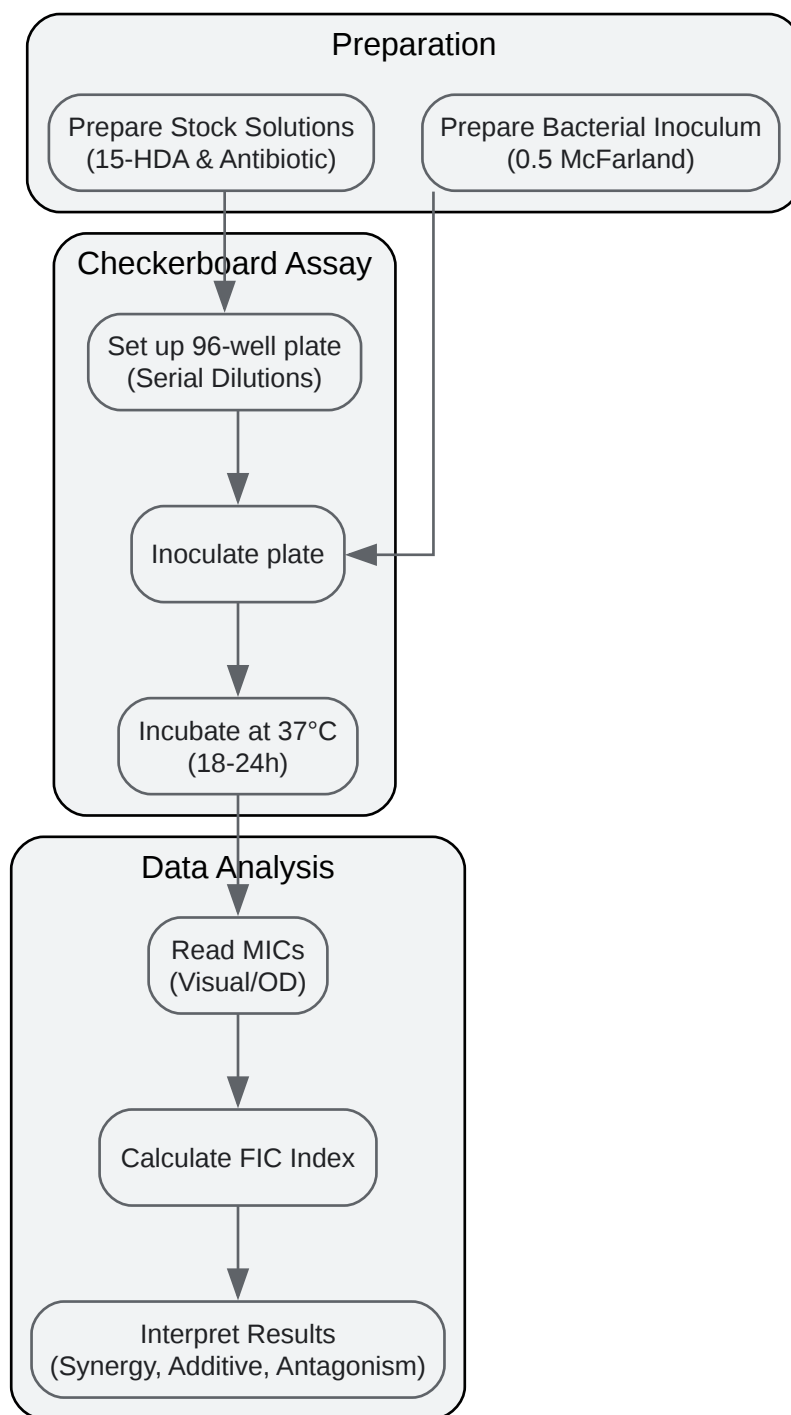 Preparation
Prepare Stock Solutions
(15-HDA & Antibiotic)
Prepare Bacterial Inoculum
(0.5 McFarland)
Checkerboard Assay
Set up 96-well plate
(Serial Dilutions)
Inoculate plate
Incubate at 37°C
(18-24h)
Data Analysis
Read MICs
(Visual/OD)
Calculate FIC Index
Interpret Results
(Synergy, Additive, Antagonism)